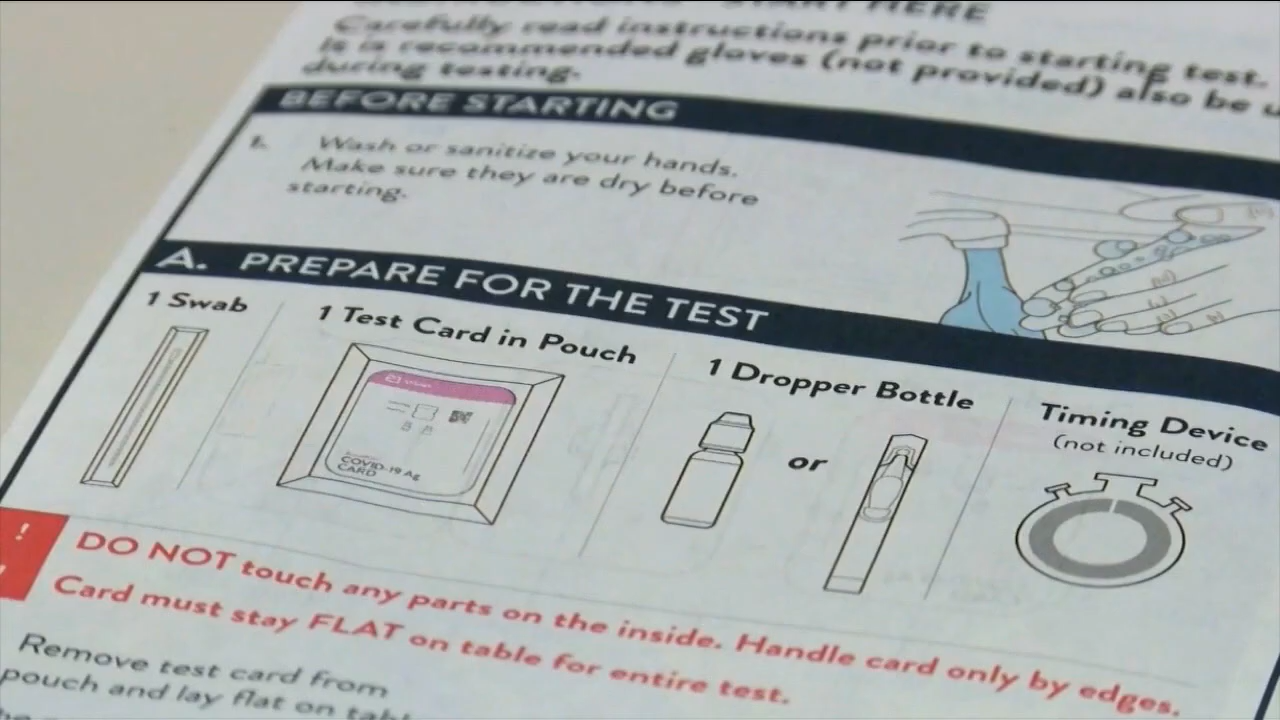 START HERE
Carefully read instructions prior to starting test.
Is is recommended gloves (not provided) also be
during testing.
BEFORE STARTING
1. Wash or sanitize your hands.
Make sure they are dry before
starting.
A. PREPARE FOR THE TEST
1 Swab
1 Test Card in Pouch
1 Dropper Bottle
Timing Device
(not included)
or
COVID-19 Ag
CARD
!
DO NOT touch any parts on the inside. Handle card only by edges.
Card must stay FLAT on table for entire test.
Remove test card from
pouch and lay flat on